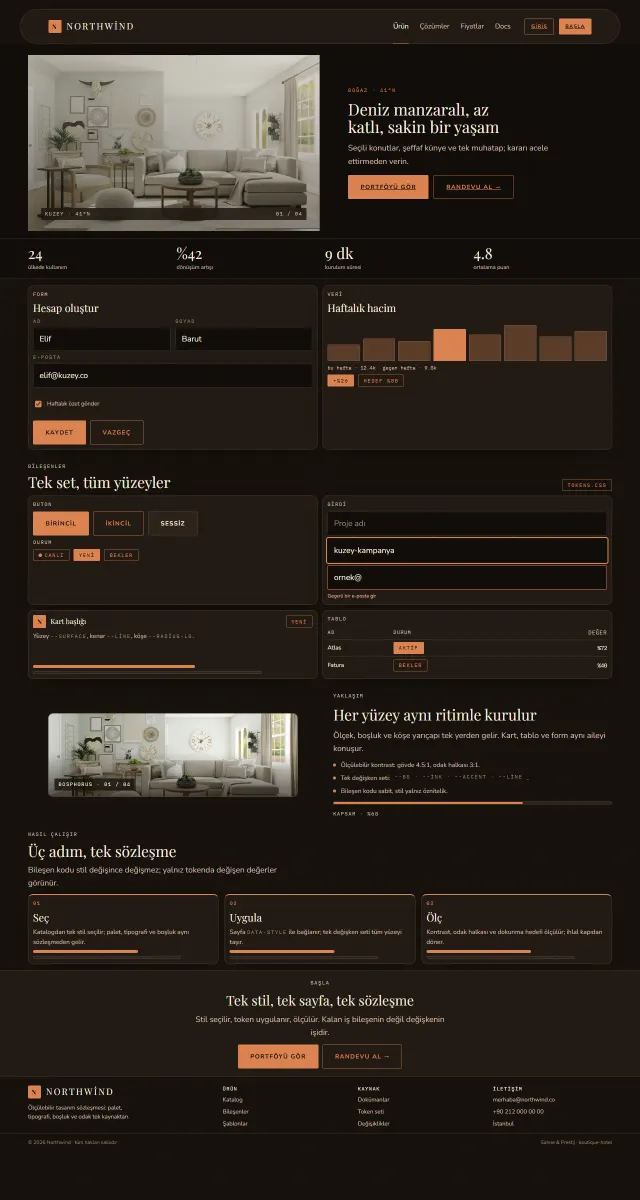 N NORTHWİND
Ürün Çözümler Fiyatlar Docs GİRİŞ BAŞLA
KUZEY · 41°N 01 / 04
BOĞAZ · 41°N
Deniz manzaralı, az
katlı, sakin bir yaşam
Seçili konutlar, şeffaf künye ve tek muhatap; kararı acele
ettirmeden verin.
PORTFÖYÜ GÖR RANDEVU AL →
24 %42 9 dk 4.8
ülkede kullanım dönüşüm artışı kurulum süresi ortalama puan
FORM
Hesap oluştur
AD SOYAD
Elif Barut
E-POSTA
elif@kuzey.co
Haftalık özet gönder
KAYDET VAZGEÇ
VERİ
Haftalık hacim
bu hafta · 12.4k geçen hafta · 9.8k
+%26 HEDEF %80
BİLEŞENLER
Tek set, tüm yüzeyler
TOKENS.CSS
BUTON
BİRİNCİL İKİNCİL SESSİZ
DURUM
CANLI YENİ BEKLER
GİRDİ
Proje adı
kuzey-kampanya
ornek@
Geçerli bir e-posta gir
N Kart başlığı YENİ
Yüzey --SURFACE, kenar --LINE, köşe --RADIUS-LG.
TABLO
AD DURUM DEĞER
Atlas AKTİF %72
Fatura BEKLER %40
BOSPHORUS · 01 / 04
YAKLAŞIM
Her yüzey aynı ritimle kurulur
Ölçek, boşluk ve köşe yarıçapı tek yerden gelir. Kart, tablo ve form aynı aileyi
konuşur.
Ölçülebilir kontrast: gövde 4.5:1, odak halkası 3:1.
Tek değişken seti: --BG · --INK · --ACCENT · --LINE .
Bileşen kodu sabit, stil yalnız öznitelik.
KAPSAM · %68
NASIL ÇALIŞIR
Üç adım, tek sözleşme
Bileşen kodu stil değişince değişmez; yalnız tokenda değişen değerler
görünür.
01
Seç
Katalogdan tek stil seçilir; palet, tipografi ve boşluk aynı
sözleşmeden gelir.
02
Uygula
Sayfa DATA-STYLE ile bağlanır; tek değişken seti tüm yüzeyi
taşır.
03
Ölç
Kontrast, odak halkası ve dokunma hedefi ölçülür; ihlal kapıdan
döner.
BAŞLA
Tek stil, tek sayfa, tek sözleşme
Stil seçilir, token uygulanır, ölçülür. Kalan iş bileşenin değil değişkenin
işidir.
PORTFÖYÜ GÖR RANDEVU AL →
N NORTHWİND
Ölçülebilir tasarım sözleşmesi: palet,
tipografi, boşluk ve odak tek kaynaktan.
ÜRÜN
Katalog
Bileşenler
Şablonlar
KAYNAK
Dokümanlar
Token seti
Değişiklikler
İLETİŞİM
merhaba@northwind.co
+90 212 000 00 00
İstanbul
© 2026 Northwind · tüm hakları saklıdır
Sahne & Prestij · boutique-hotel